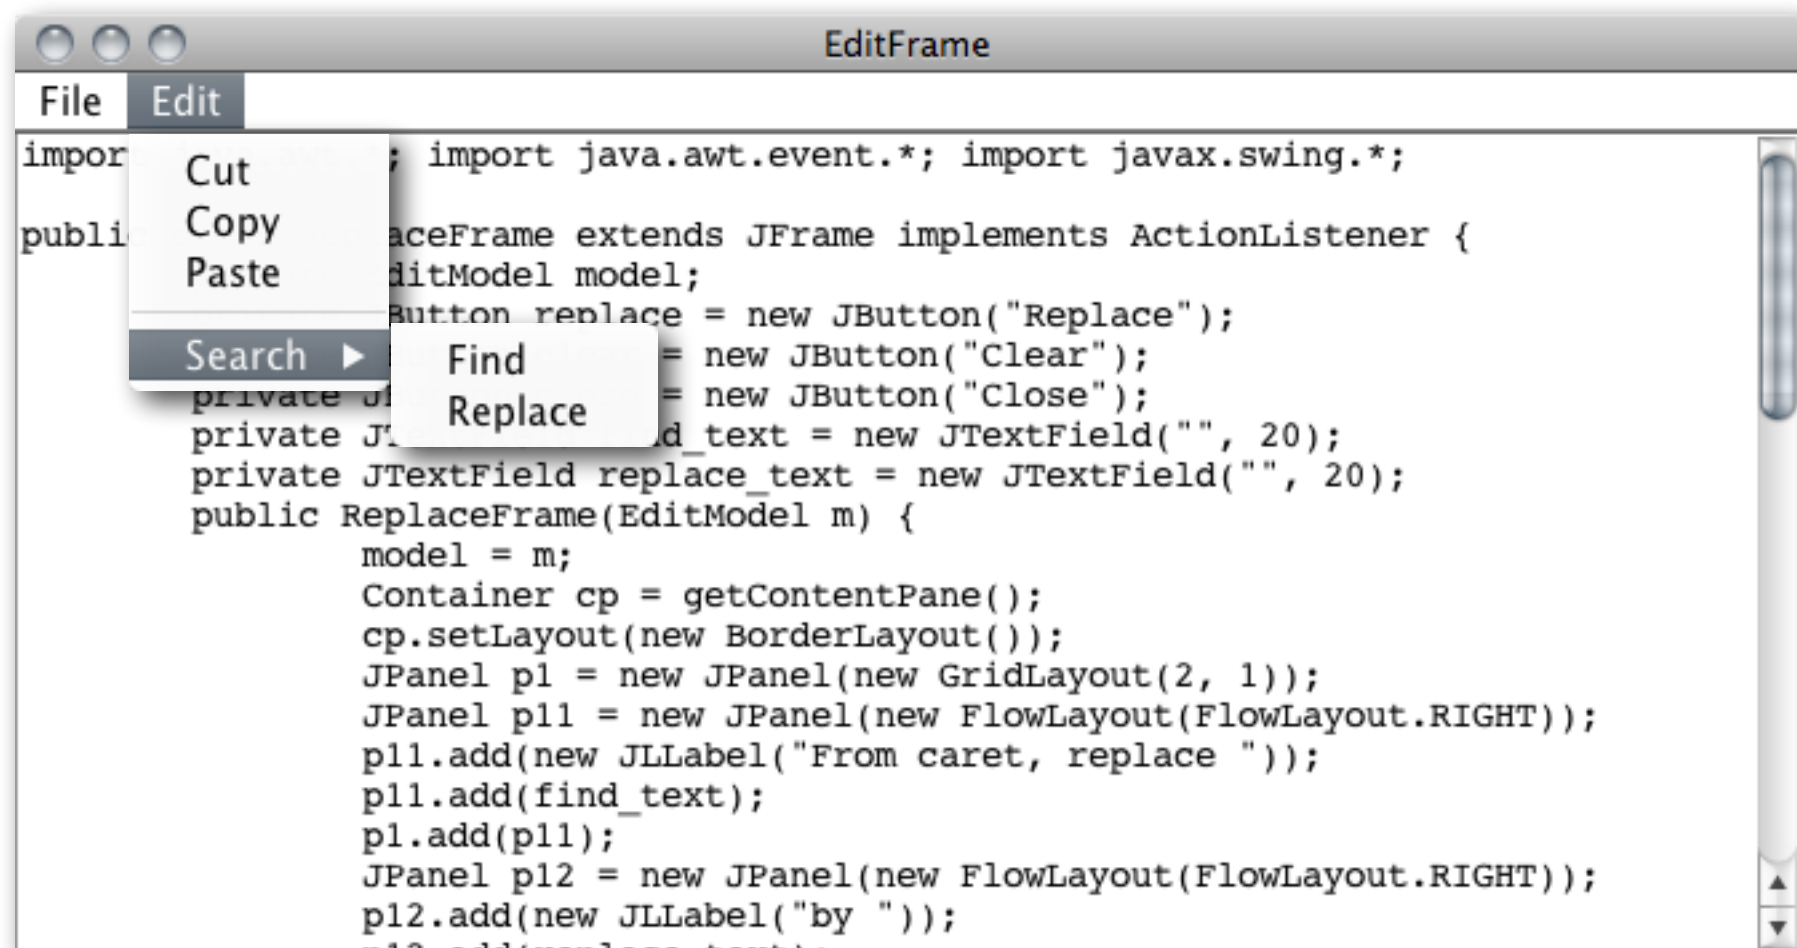 EditFrame
File Edit
Cut
Copy
Paste
Search
Find
Replace
import java.awt.*; import java.awt.event.*; import javax.swing.*;
publi aceFrame extends JFrame implements ActionListener {
ditModel model;
Button replace = new JButton("Replace");
= new JButton("Clear");
private = new JButton("Close");
private d_text = new JTextField("", 20);
private JTextField replace_text = new JTextField("", 20);
public ReplaceFrame(EditModel m) {
model = m;
Container cp = getContentPane();
cp.setLayout(new BorderLayout());
JPanel p1 = new JPanel(new GridLayout(2, 1));
JPanel p11 = new JPanel(new FlowLayout(FlowLayout.RIGHT));
p11.add(new JLLabel("From caret, replace "));
p11.add(find_text);
p1.add(p11);
JPanel p12 = new JPanel(new FlowLayout(FlowLayout.RIGHT));
p12.add(new JLLabel("by "));